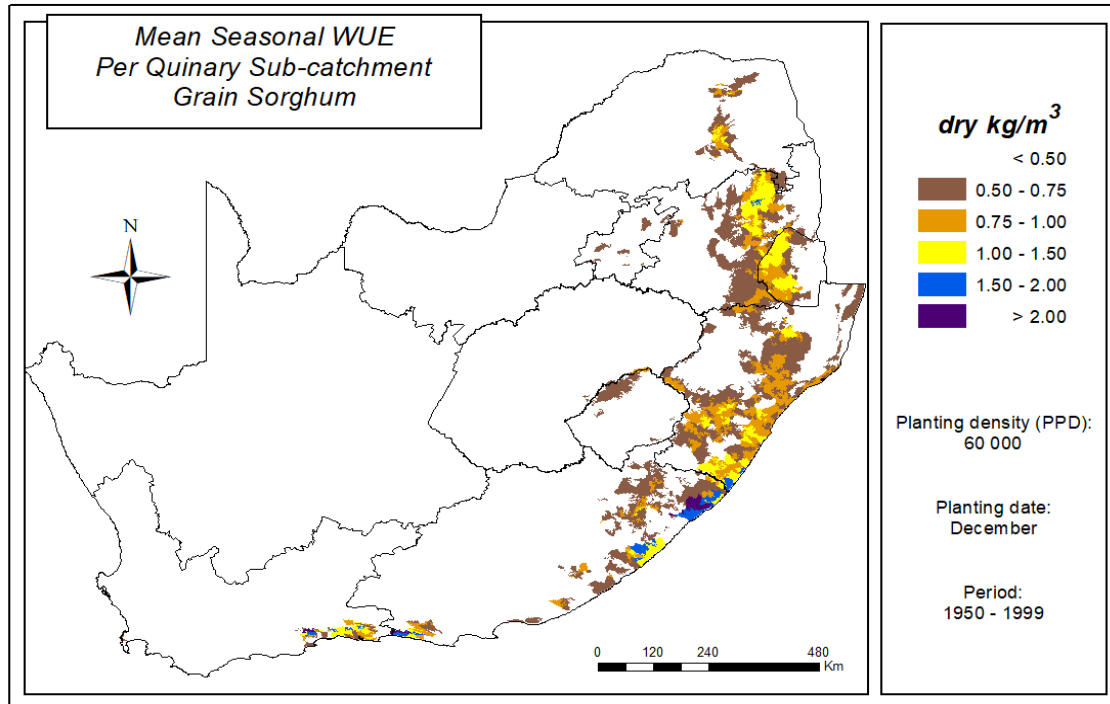 Mean Seasonal WUE
Per Quinary Sub-catchment
Grain Sorghum
N
dry kg/m³
< 0.50
0.50 - 0.75
0.75 - 1.00
1.00 - 1.50
1.50 - 2.00
> 2.00
Planting density (PPD):
60 000
Planting date:
December
Period:
1950 - 1999
0 120 240 480
Km